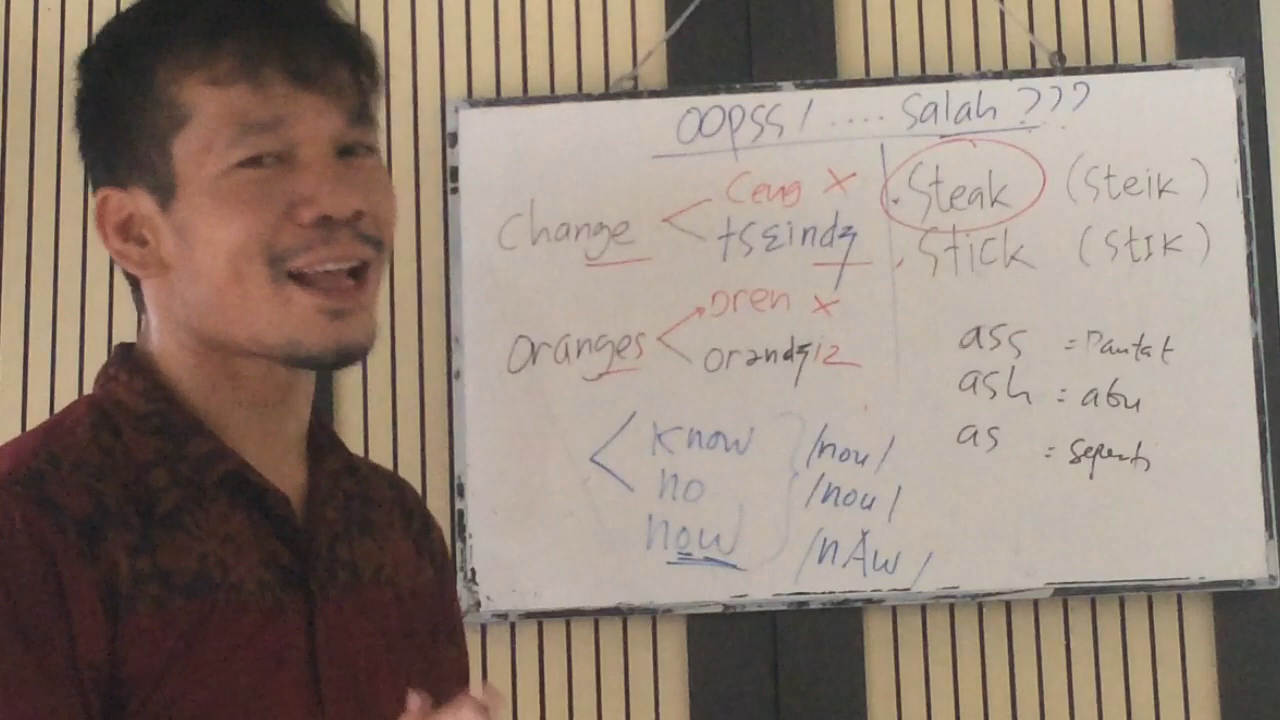 OOPSS! .... Salah ???
Change
Ceng X
tsɛindʒ
Oranges
oren X
orandʒiz
Know /nou/
no /nou/
now /nAw/
. Steak (steik)
. Stick (stIk)
ass = Pantat
ash = abu
as = seperti